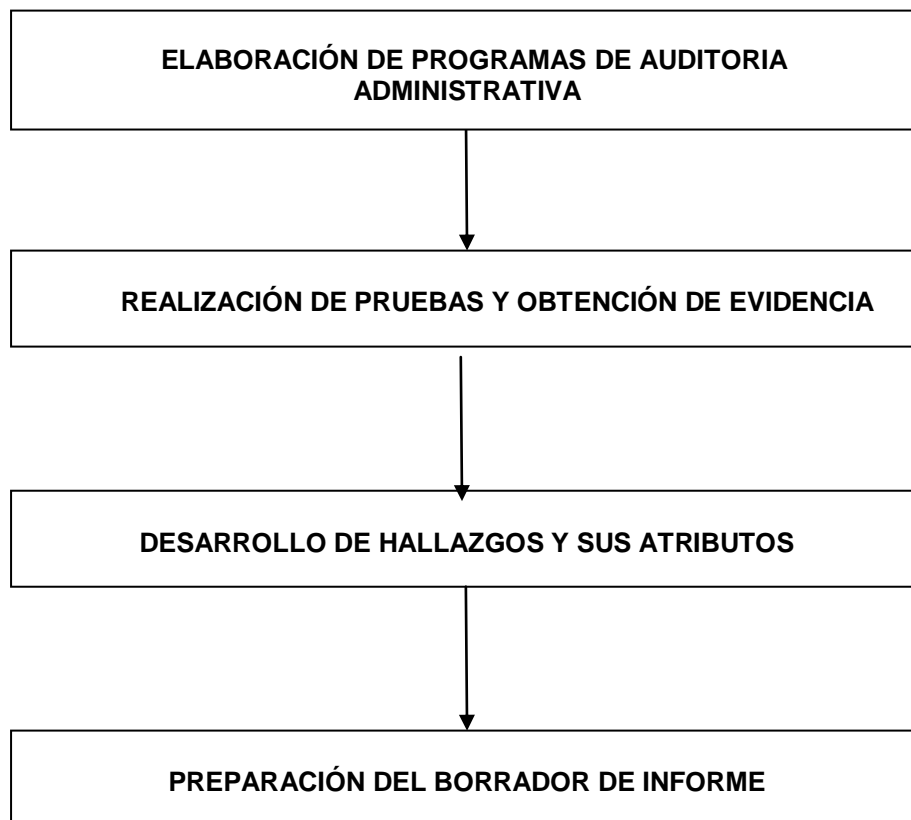 ELABORACIÓN DE PROGRAMAS DE AUDITORIA
ADMINISTRATIVA
REALIZACIÓN DE PRUEBAS Y OBTENCIÓN DE EVIDENCIA
DESARROLLO DE HALLAZGOS Y SUS ATRIBUTOS
PREPARACIÓN DEL BORRADOR DE INFORME